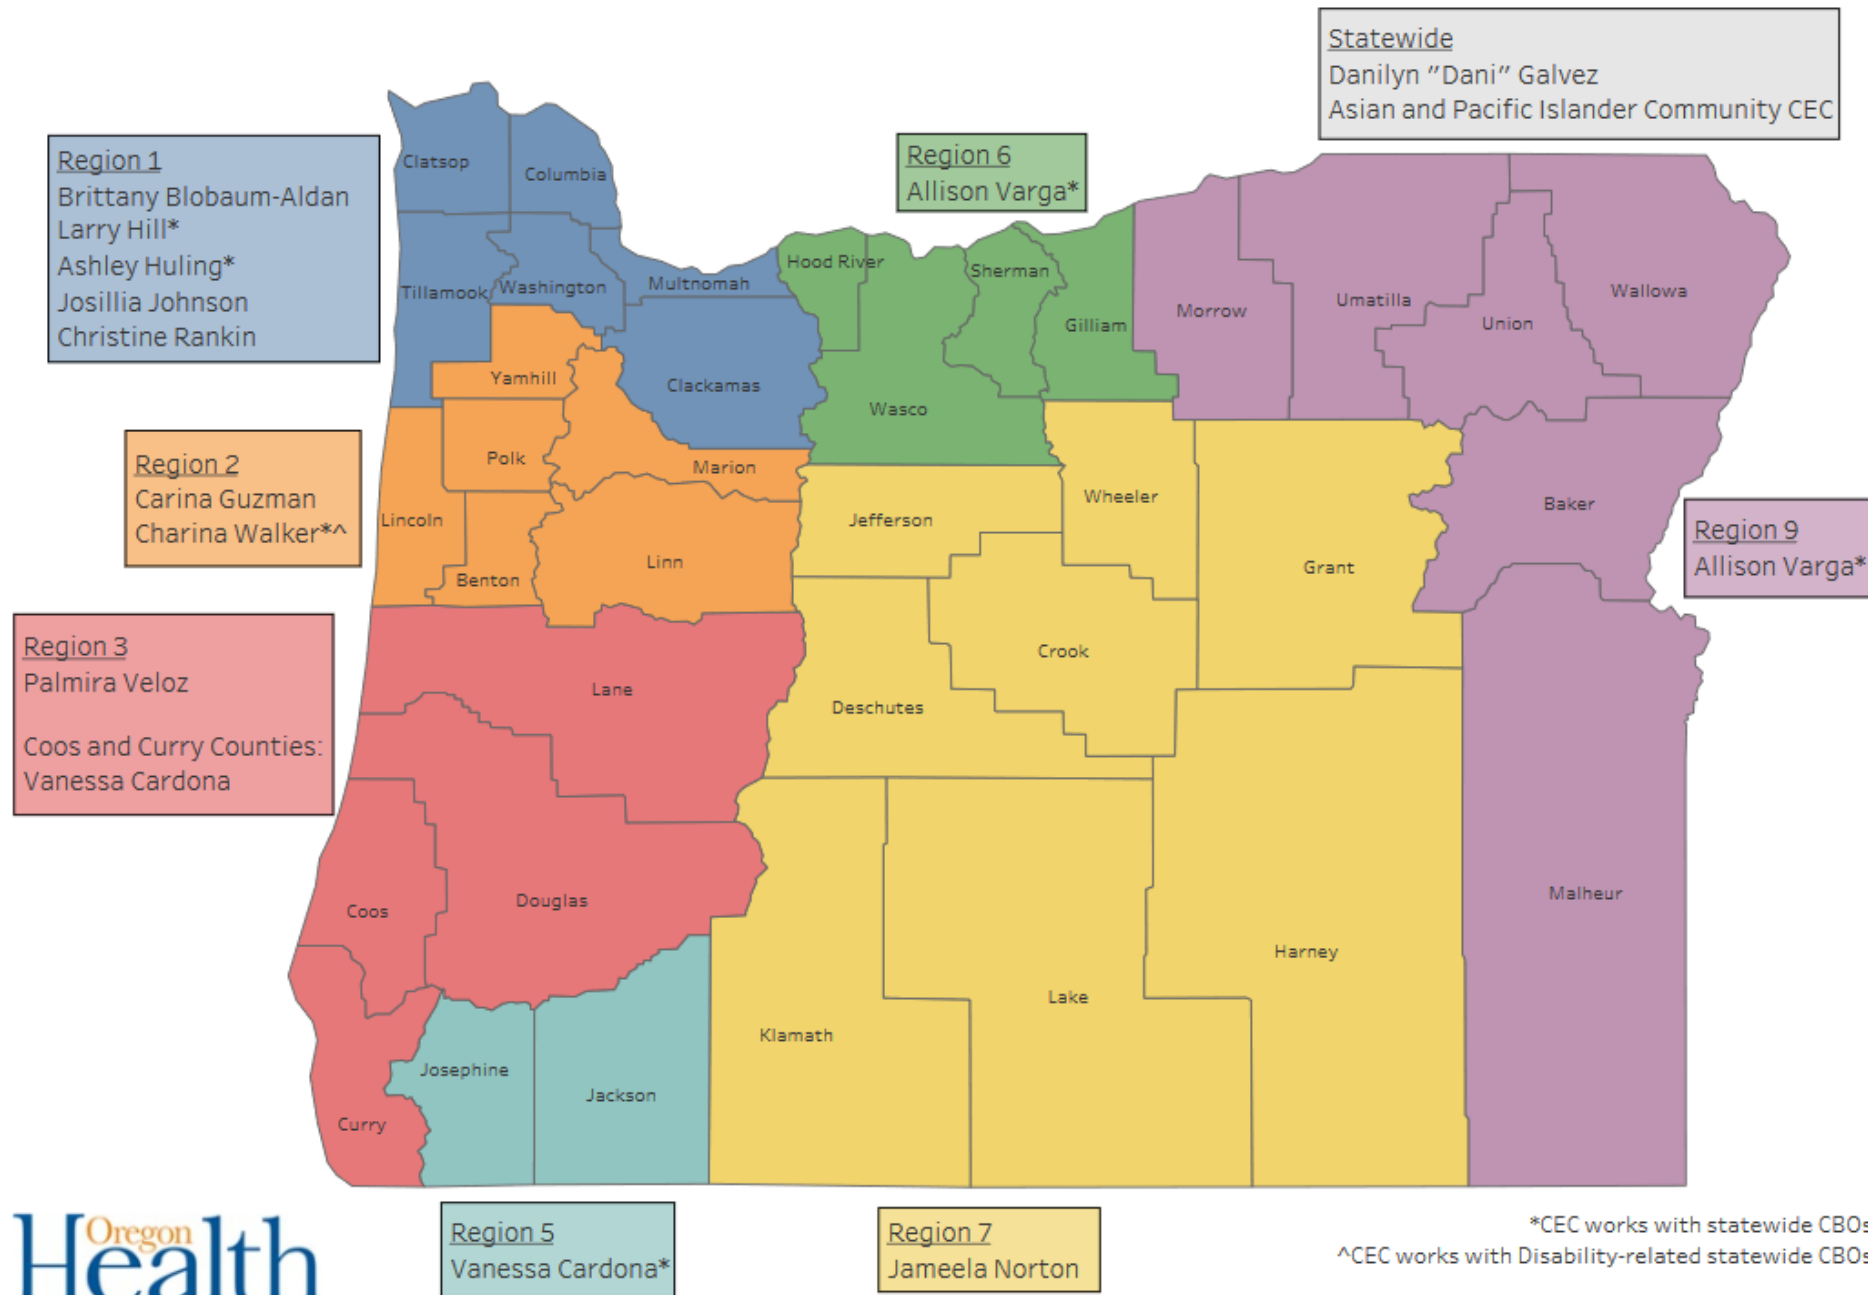 Statewide
Danilyn "Dani" Galvez
Asian and Pacific Islander Community CEC
Region 1
Brittany Blobaum-Aldan
Larry Hill*
Ashley Huling*
Josillia Johnson
Christine Rankin
Region 6
Allison Varga*
Clatsop
Columbia
Tillamook
Washington
Multnomah
Hood River
Sherman
Gilliam
Morrow
Umatilla
Union
Wallowa
Yamhill
Clackamas
Wasco
Region 2
Carina Guzman
Charina Walker*^
Polk
Marion
Lincoln
Benton
Linn
Jefferson
Wheeler
Grant
Baker
Region 9
Allison Varga*
Region 3
Palmira Veloz
Coos and Curry Counties:
Vanessa Cardona
Lane
Crook
Deschutes
Coos
Douglas
Malheur
Harney
Lake
Klamath
Josephine
Jackson
Curry
Oregon
Health
Region 5
Vanessa Cardona*
Region 7
Jameela Norton
*CEC works with statewide CBOs
^CEC works with Disability-related statewide CBOs